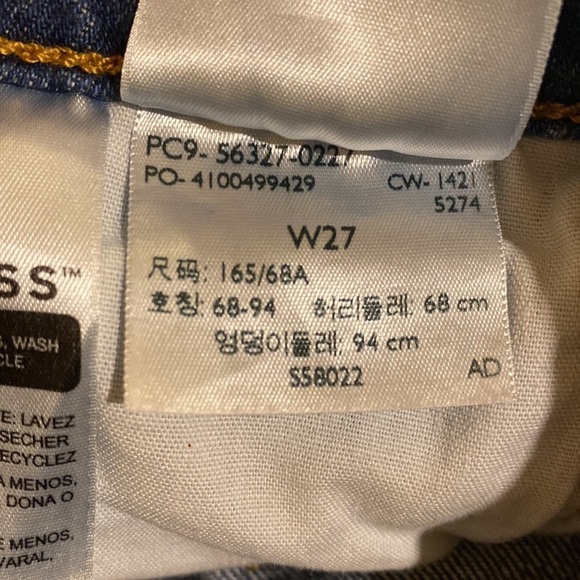 PC9- 56327-0227
PO- 4100499429 CW- 1421
5274
W27
尺码: 165/68A
호칭: 68-94 허리둘레: 68 cm
엉덩이둘레: 94 cm
S58022 AD
SS™
WASH
CLE
E: LAVEZ
SECHER
ECYCLEZ
A MENOS,
DONA O
E MENOS,
VARAL,